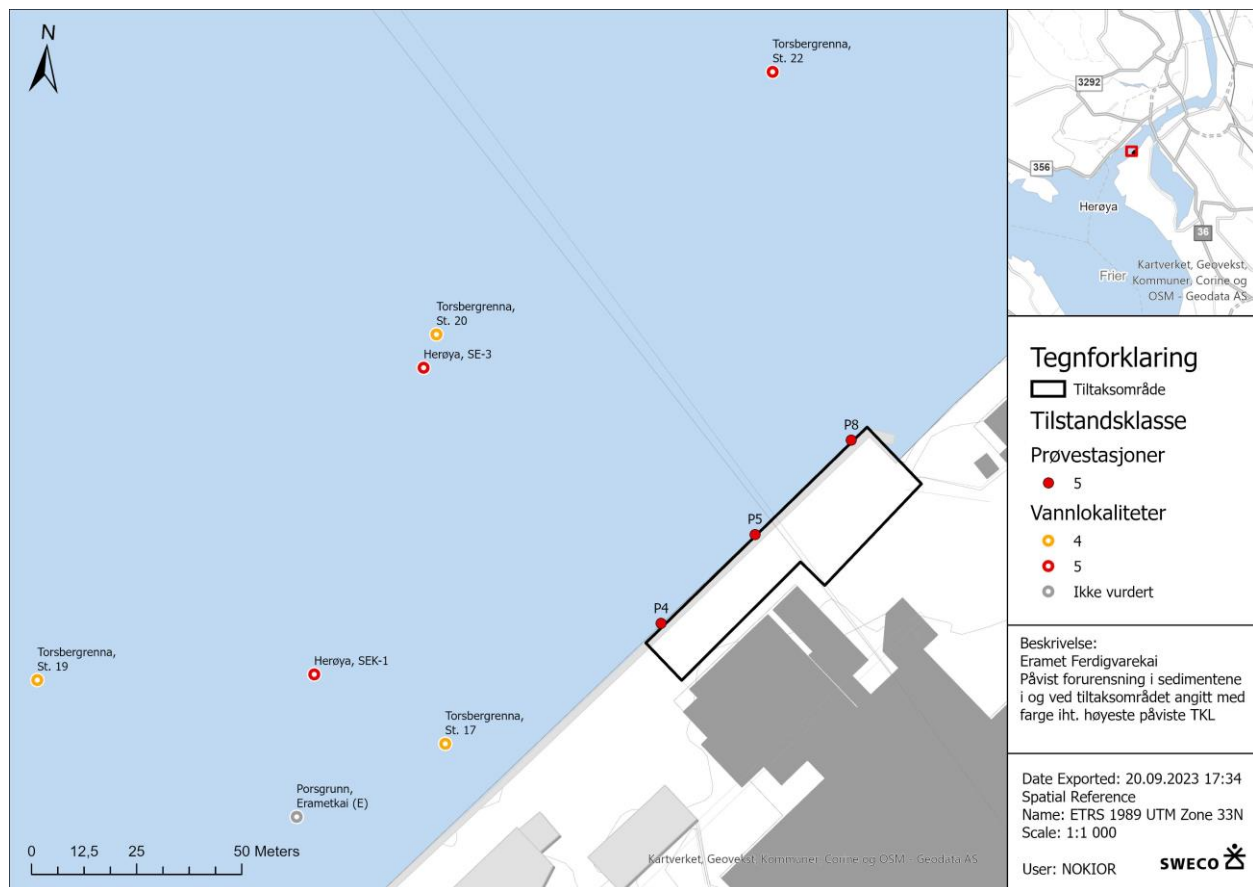 N
Torsbergrenna,
St. 22
Torsbergrenna,
St. 20
Herøya, SE-3
P8
P5
P4
Torsbergrenna,
St. 19
Herøya, SEK-1
Torsbergrenna,
St. 17
Porsgrunn,
Erametkai (E)
0 12,5 25 50 Meters
Kartverket, Geovekst, Kommuner, Corine og OSM - Geodata AS
3292
356
Herøya
36
Frier
Kartverket, Geovekst,
Kommuner, Corine og
OSM - Geodata AS
Tegnforklaring
Tiltaksområde
Tilstandsklasse
Prøvestasjoner
5
Vannlokaliteter
4
5
Ikke vurdert
Beskrivelse:
Eramet Ferdigvarekai
Påvist forurensning i sedimentene
i og ved tiltaksområdet angitt med
farge iht. høyeste påviste TKL
Date Exported: 20.09.2023 17:34
Spatial Reference
Name: ETRS 1989 UTM Zone 33N
Scale: 1:1 000
User: NOKIOR
SWECO